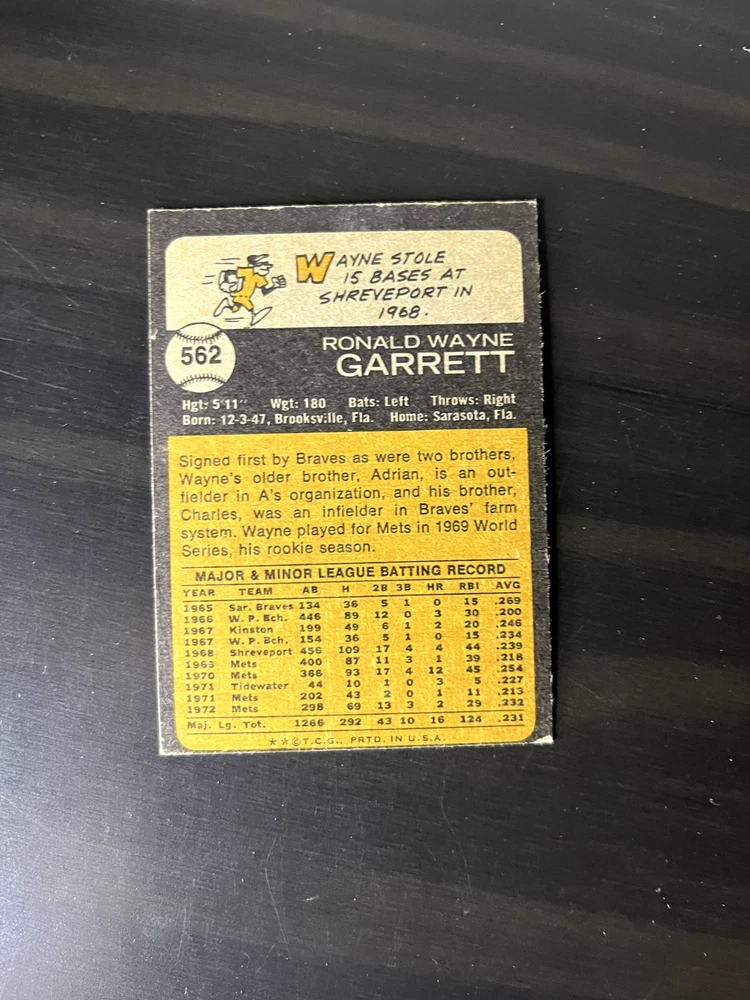 WAYNE STOLE
15 BASES AT
SHREVEPORT IN
1968.
562
RONALD WAYNE
GARRETT
Hgt: 5'11" Wgt: 180 Bats: Left Throws: Right
Born: 12-3-47, Brooksville, Fla. Home: Sarasota, Fla.
Signed first by Braves as were two brothers,
Wayne's older brother, Adrian, is an out-
fielder in A's organization, and his brother,
Charles, was an infielder in Braves' farm
system. Wayne played for Mets in 1969 World
Series, his rookie season.
MAJOR & MINOR LEAGUE BATTING RECORD
YEAR TEAM AB H 2B 3B HR RBI AVG
1965 Sar. Braves 134 36 5 1 0 15 .269
1966 W. P. Bch. 446 89 12 0 3 30 .200
1967 Kinston 199 49 6 1 2 20 .246
1967 W. P. Bch. 154 36 5 1 0 15 .234
1968 Shreveport 456 109 17 4 4 44 .239
1969 Mets 400 87 11 3 1 39 .218
1970 Mets 366 93 17 4 12 45 .254
1971 Tidewater 44 10 1 0 3 5 .227
1971 Mets 202 43 2 0 1 11 .213
1972 Mets 298 69 13 3 2 29 .232
Maj. Lg. Tot. 1266 292 43 10 16 124 .231
★★©T.C.G., PRTD. IN U.S.A.